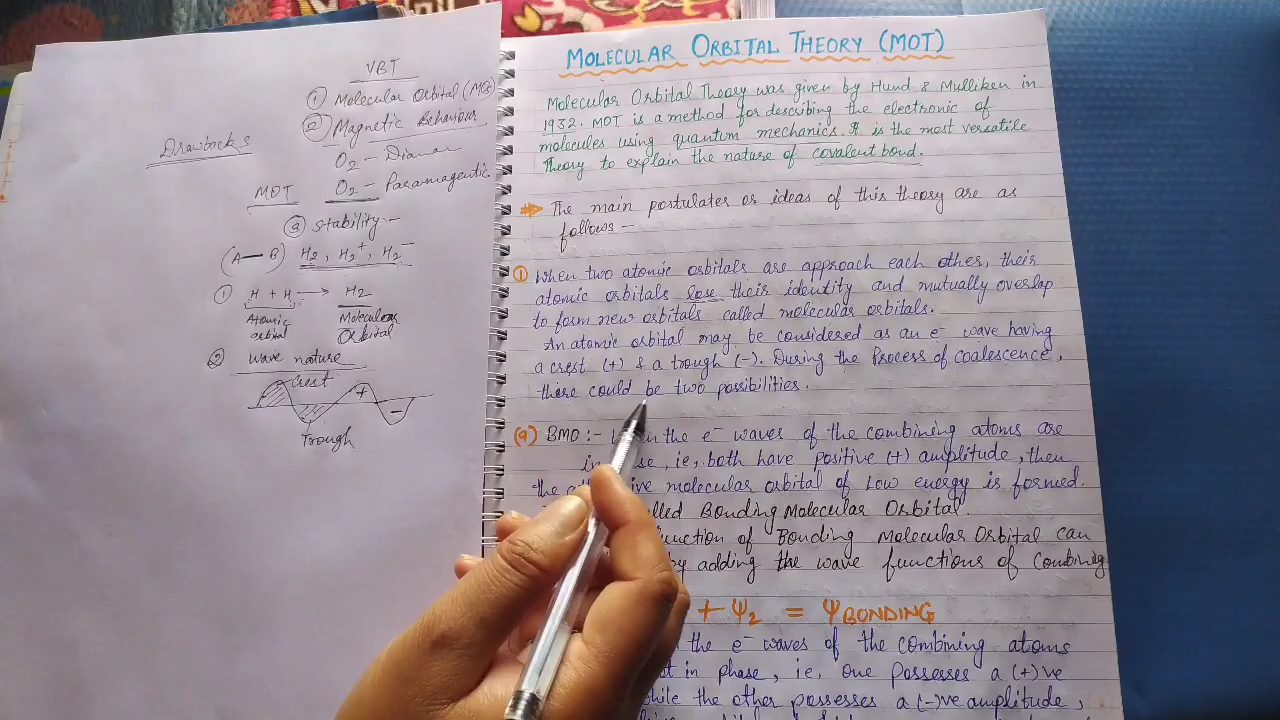 VBT
① Molecular Orbital (MO)
② Magnetic Behaviour
Drawbacks
O2 - Diamag
MOT
O2 - Paramagentic
③ stability :-
(A — B) H2, H2+, H2-
① H + H → H2
Atomic orbital
Molecular Orbital
② wave nature
crest
+
-
Trough
MOLECULAR ORBITAL THEORY (MOT)
Molecular Orbital Theory was given by Hund & Mulliken in
1932. MOT is a method for describing the electronic of
molecules using quantum mechanics. It is the most versatile
Theory to explain the nature of covalent bond.
The main postulates or ideas of this theory are as
follows -
① When two atomic orbitals are approach each other, their
atomic orbitals lose their identity and mutually overlap
to form new orbitals called molecular orbitals.
An atomic orbital may be considered as an e- wave having
a crest (+) & a trough (-). During the Process of coalescence,
there could be two possibilities.
(a) BMO :- the e- waves of the combining atoms are
in, ie, both have positive (+) amplitude, then
the molecular orbital of Low energy is formed.
Bonding Molecular Orbital.
of Bonding Molecular Orbital can
by adding the wave functions of combining
+ Ψ2 = Ψ BONDING
the e- waves of the combining atoms
in phase, ie, one possesses a (+)ve
while the other possesses a (-)ve amplitude,